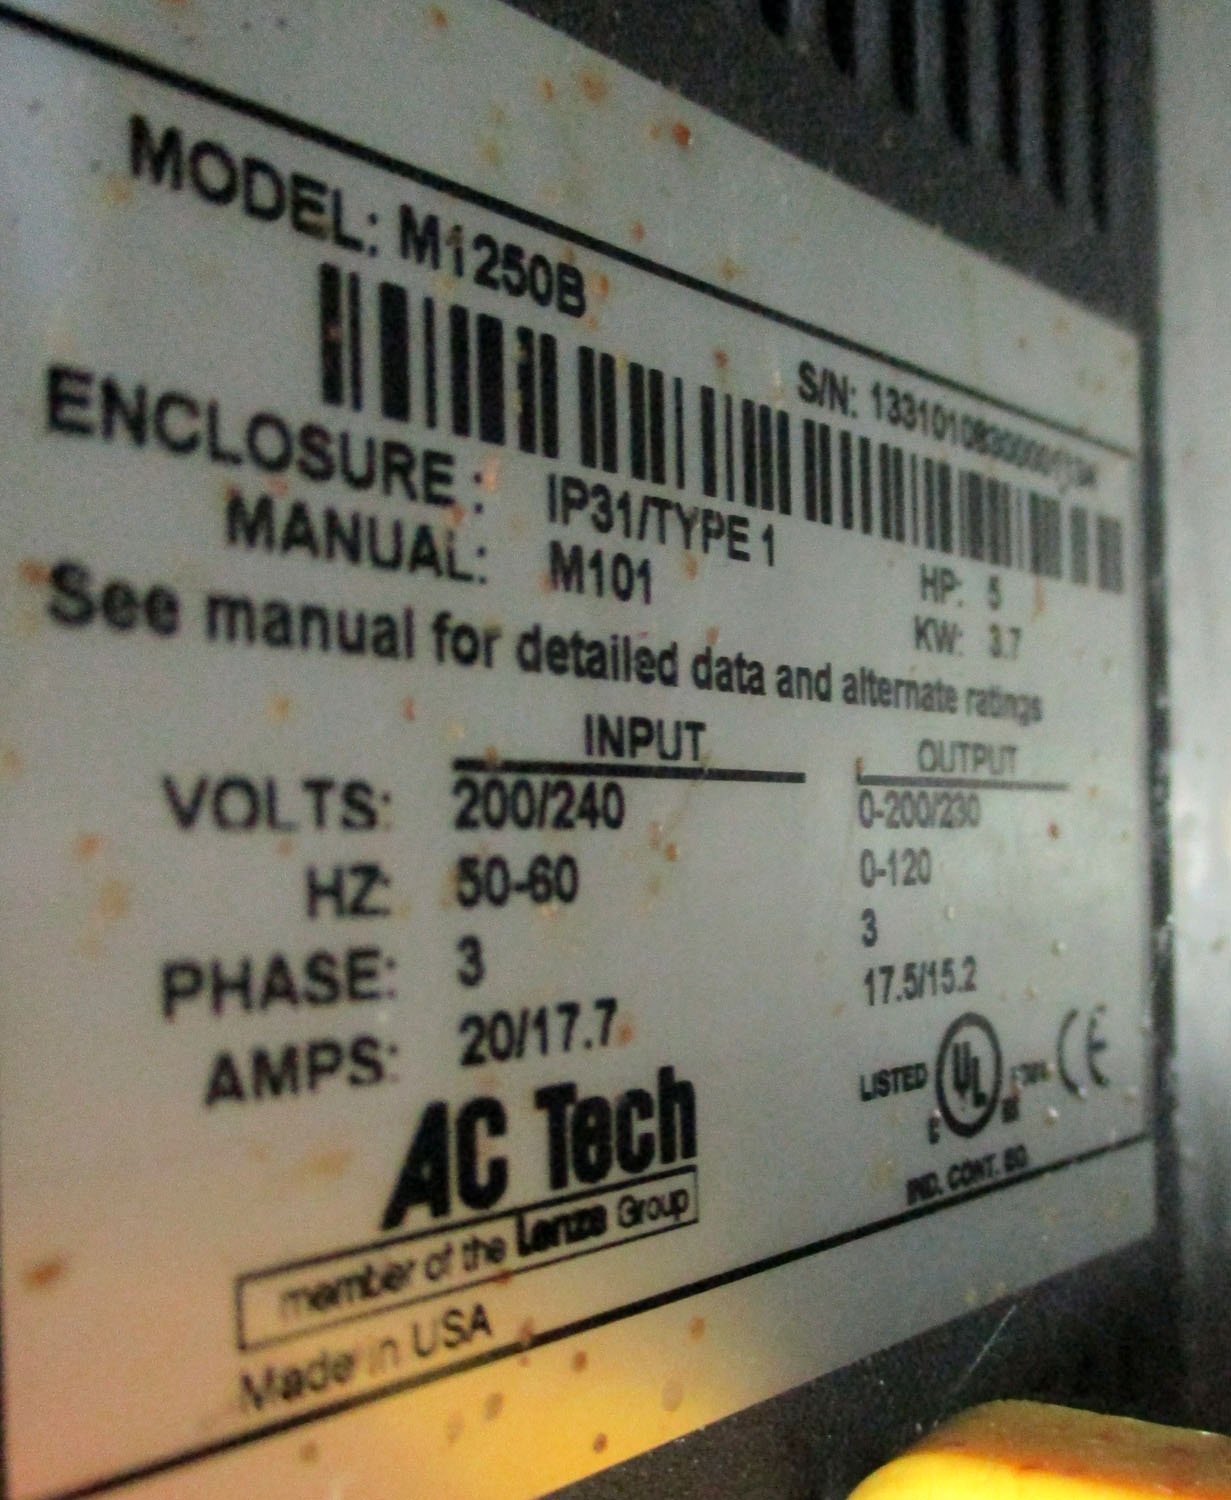 MODEL: M1250B
S/N:
ENCLOSURE: IP31/TYPE 1
MANUAL: M101
HP: 5
KW: 3.7
See manual for detailed data and alternate ratings
INPUT OUTPUT
VOLTS: 200/240 0-200/230
HZ: 50-60 0-120
PHASE: 3 3
AMPS: 20/17.7 17.5/15.2
LISTED UL CE
C
AC Tech
IND. CONT. EQ.
member of the Lenze Group
Made in USA